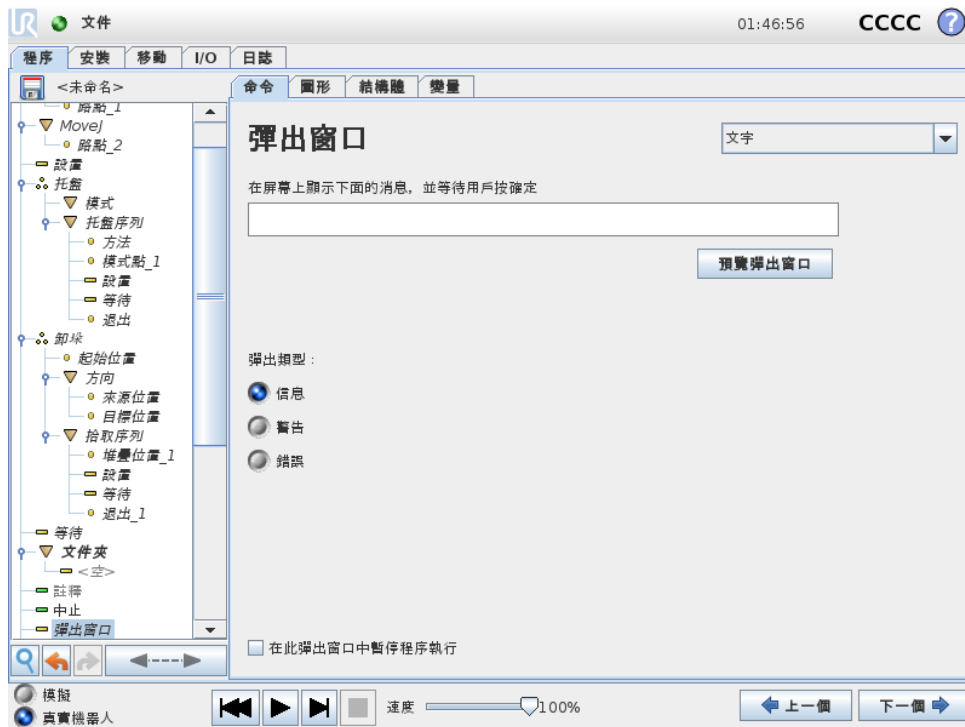 UR 文件 01:46:56 CCCC ?
程序 安裝 移動 I/O 日誌
<未命名>
命令 圖形 結構體 變量
路點_1
MoveJ
路點_2
設置
托盤
模式
托盤序列
方法
模式點_1
設置
等待
退出
卸垛
起始位置
方向
來源位置
目標位置
拾取序列
堆疊位置_1
設置
等待
退出_1
等待
文件夾
<空>
註釋
中止
彈出窗口
彈出窗口
文字
在屏幕上顯示下面的消息，並等待用戶按確定
預覽彈出窗口
彈出類型：
信息
警告
錯誤
在此彈出窗口中暫停程序執行
模擬
真實機器人
速度 100%
上一個 下一個